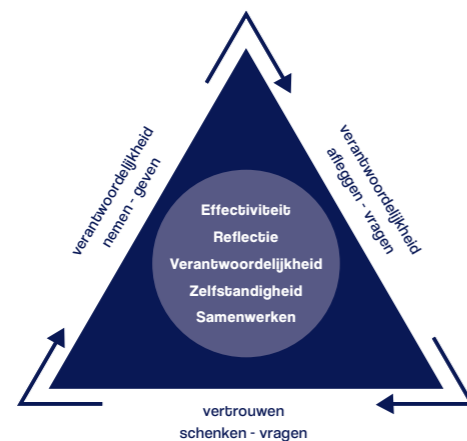 verantwoordelijkheid
nemen - geven
verantwoordelijkheid
afleggen - vragen
Effectiviteit
Reflectie
Verantwoordelijkheid
Zelfstandigheid
Samenwerken
vertrouwen
schenken - vragen